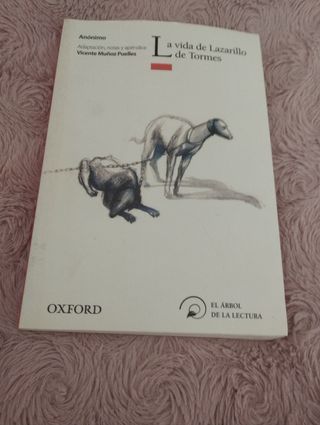 Anónimo
Adaptación, notas y apéndice
Vicente Muñoz Puelles
La vida de Lazarillo
de Tormes
OXFORD
EL ÁRBOL
DE LA LECTURA